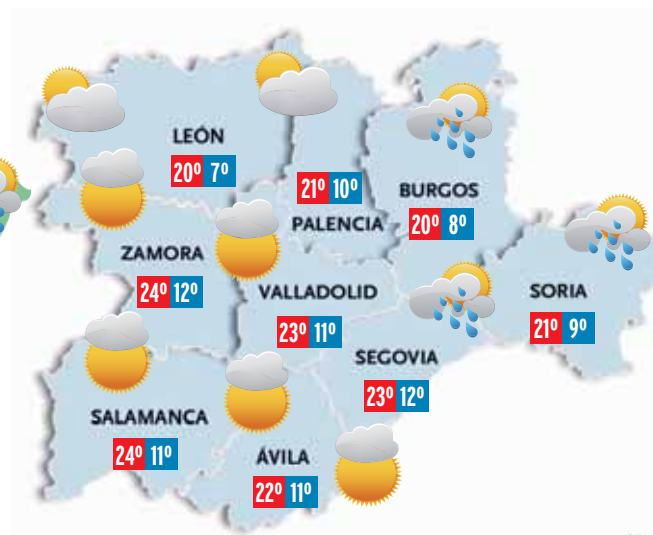 LEÓN
20º 7º
21º 10º
PALENCIA
BURGOS
20º 8º
ZAMORA
24º 12º
VALLADOLID
23º 11º
SORIA
21º 9º
SEGOVIA
23º 12º
SALAMANCA
24º 11º
ÁVILA
22º 11º